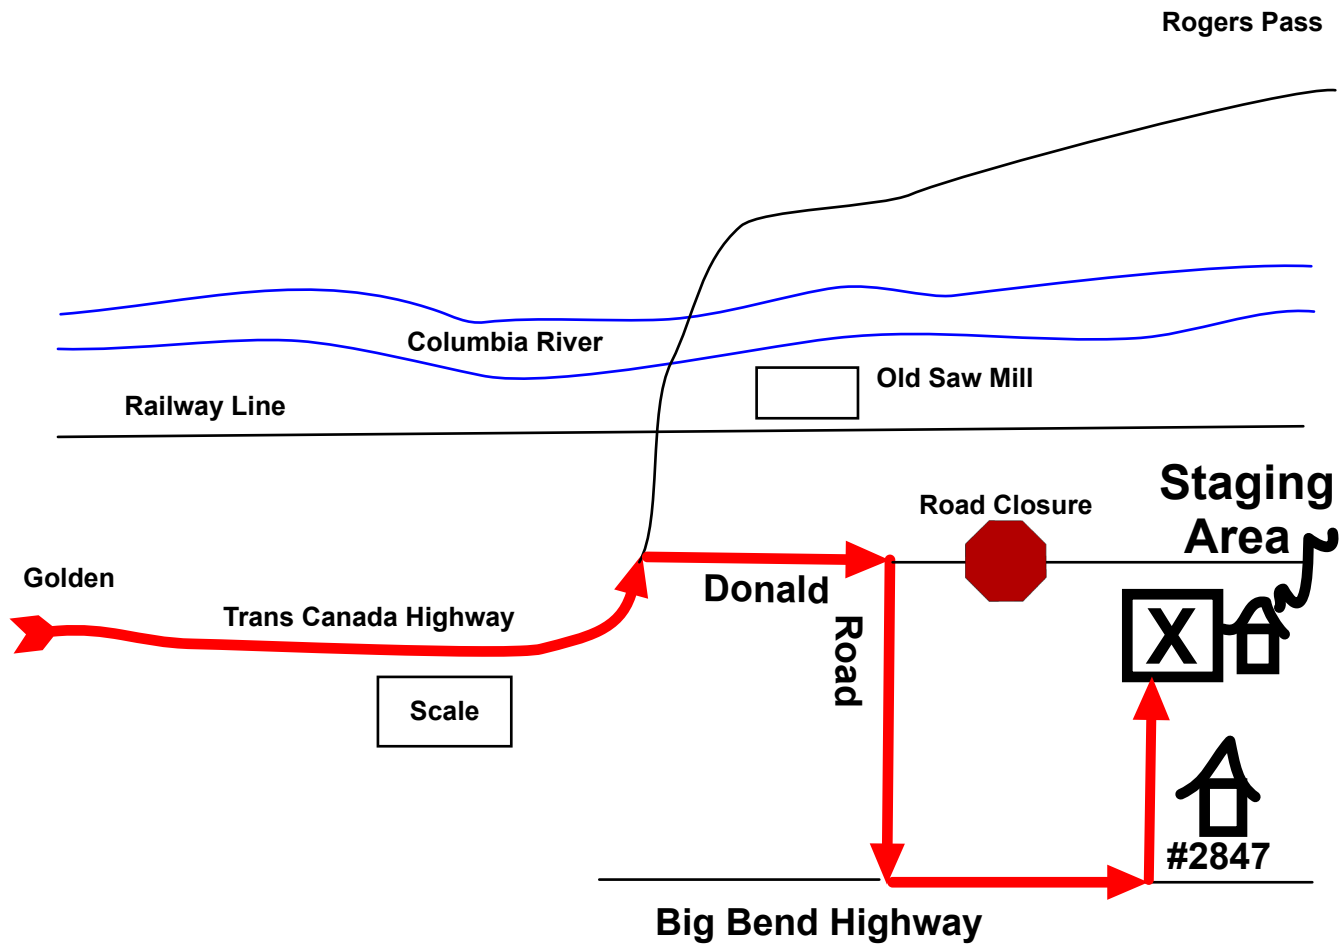 Rogers Pass
Columbia River
Old Saw Mill
Railway Line
Staging
Area
Road Closure
Golden
Donald
Trans Canada Highway
Road
X
Scale
#2847
Big Bend Highway